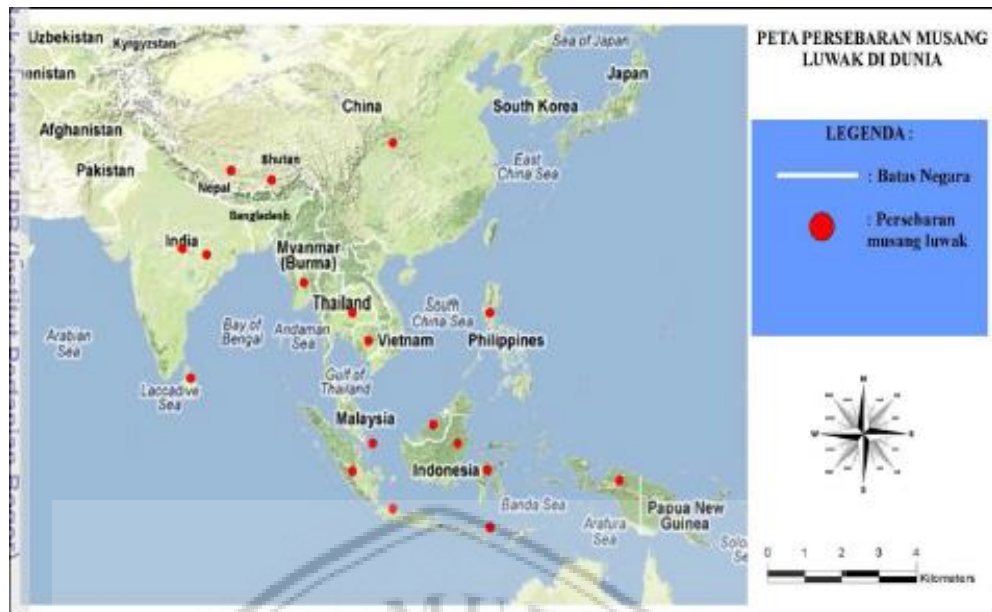 PETA PERSEBARAN MUSANG
LUWAK DI DUNIA
LEGENDA :
: Batas Negara
: Persebaran
musang luwak
N
W
E
S
0 1 2 3 4
Kilometers
Uzbekistan
Kyrgyzstan
Sea of Japan
Japan
China
South Korea
Afghanistan
Pakistan
East
China Sea
Bhutan
Nepal
Bangladesh
India
Myanmar
(Burma)
Thailand
South
China Sea
Arabian
Sea
Bay of
Bengal
Andaman
Sea
Vietnam
Philippines
Gulf of
Thailand
Laccadive
Sea
Malaysia
Indonesia
Banda Sea
Papua New
Guinea
Arafura
Sea